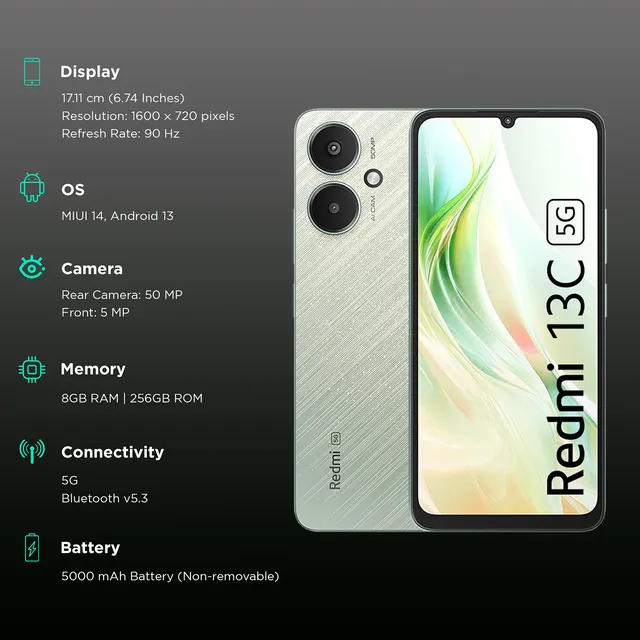 Display
17.11 cm (6.74 Inches)
Resolution: 1600 × 720 pixels
Refresh Rate: 90 Hz
OS
MIUI 14, Android 13
Camera
Rear Camera: 50 MP
Front: 5 MP
Memory
8GB RAM | 256GB ROM
Connectivity
5G
Bluetooth v5.3
Battery
5000 mAh Battery (Non-removable)
50MP
AI CAM
Redmi 5G
Redmi 13C 5G